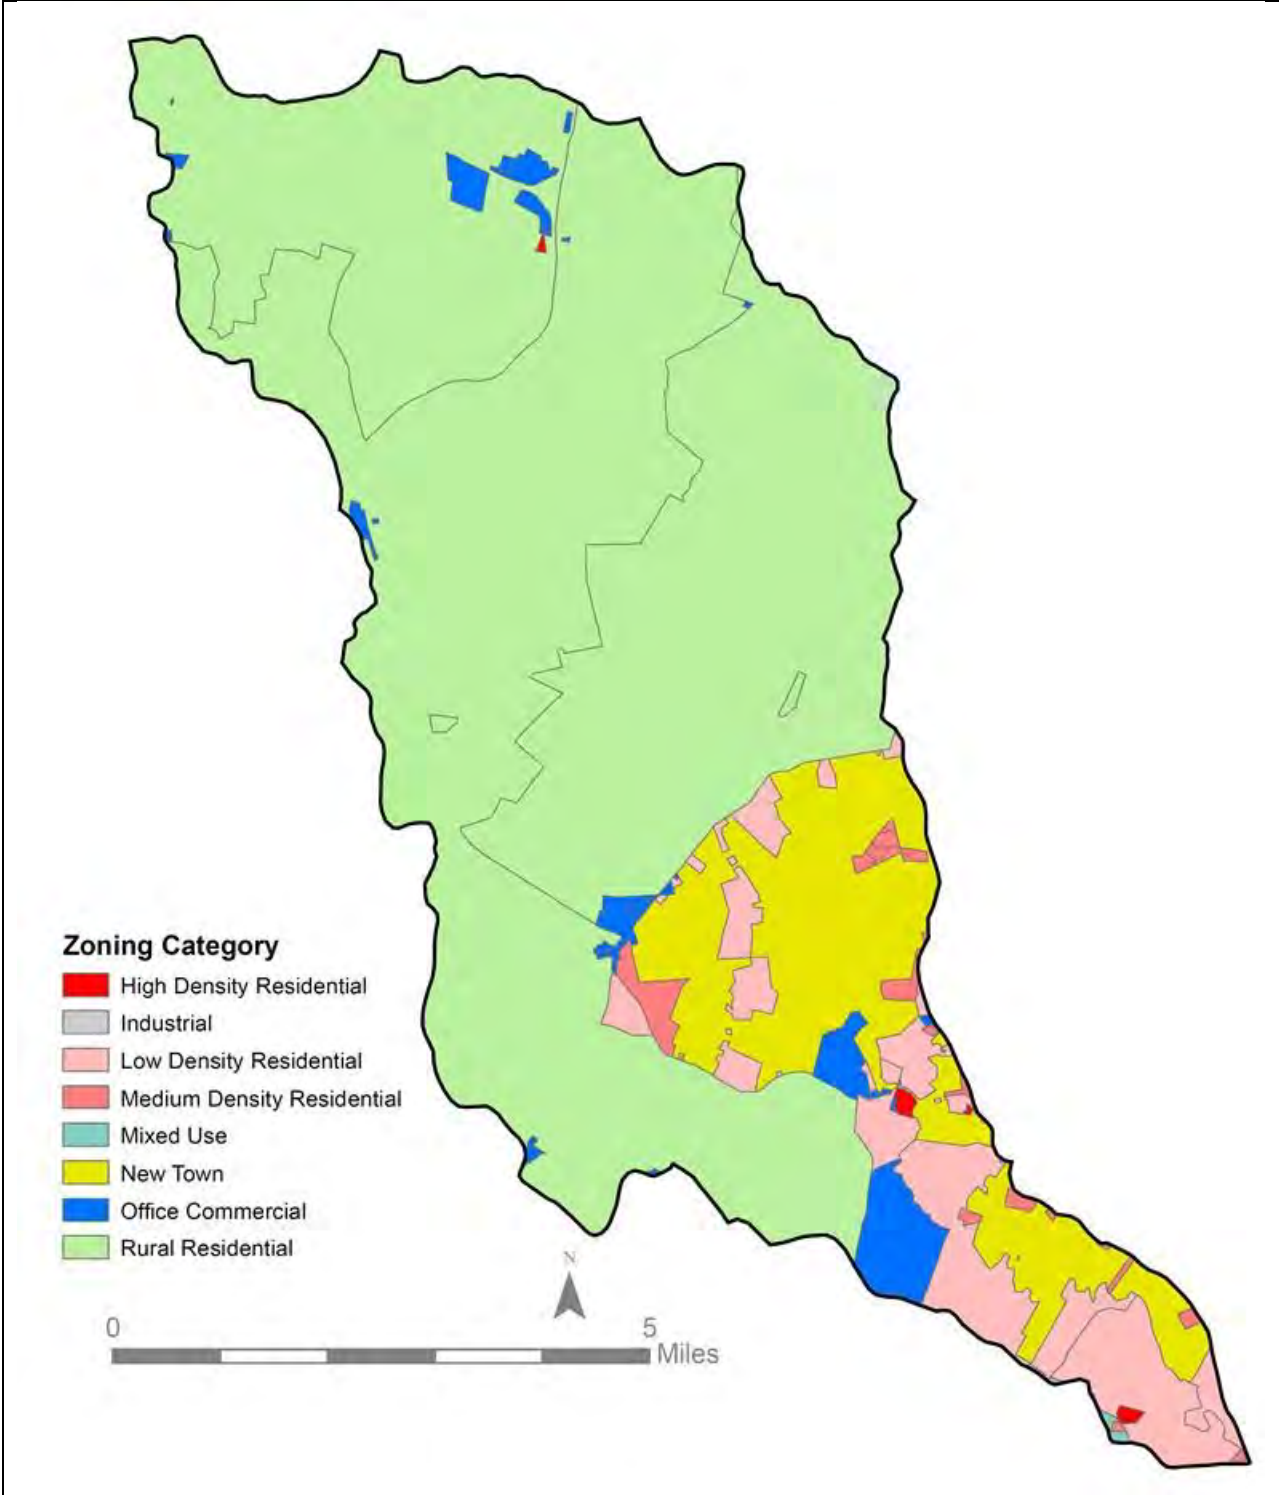 Zoning Category
High Density Residential
Industrial
Low Density Residential
Medium Density Residential
Mixed Use
New Town
Office Commercial
Rural Residential
N
0 5
Miles